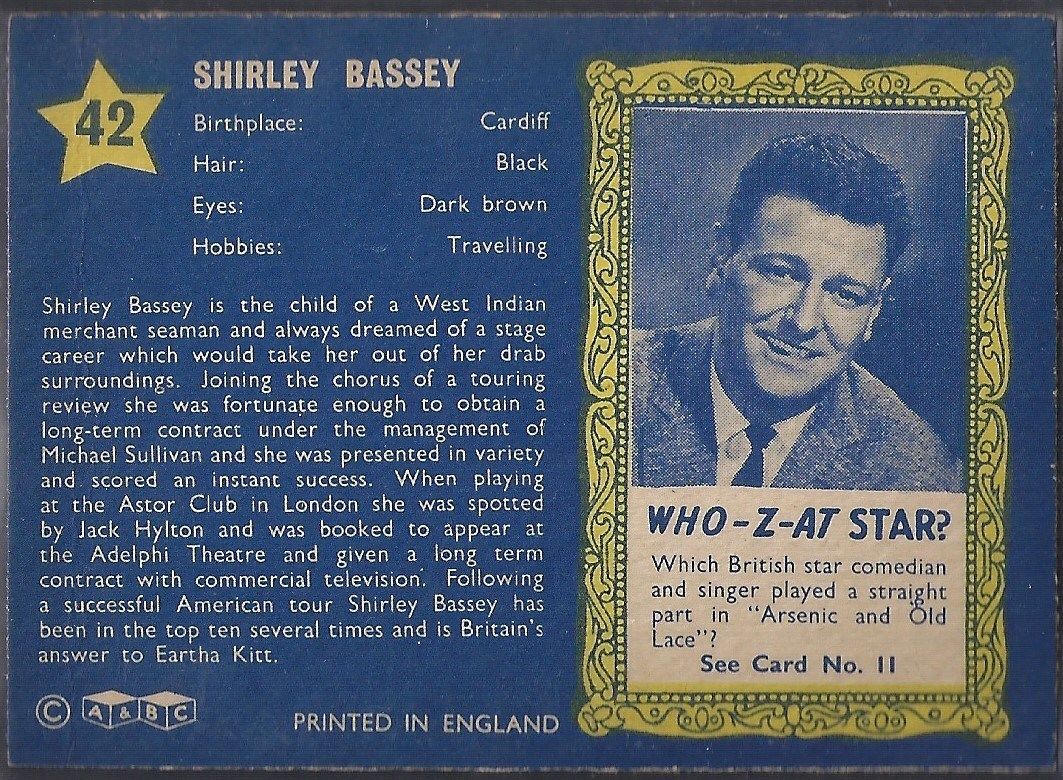 42
SHIRLEY BASSEY
Birthplace: Cardiff
Hair: Black
Eyes: Dark brown
Hobbies: Travelling
Shirley Bassey is the child of a West Indian
merchant seaman and always dreamed of a stage
career which would take her out of her drab
surroundings. Joining the chorus of a touring
review she was fortunate enough to obtain a
long-term contract under the management of
Michael Sullivan and she was presented in variety
and scored an instant success. When playing
at the Astor Club in London she was spotted
by Jack Hylton and was booked to appear at
the Adelphi Theatre and given a long term
contract with commercial television. Following
a successful American tour Shirley Bassey has
been in the top ten several times and is Britain's
answer to Eartha Kitt.
© A & B C
PRINTED IN ENGLAND
WHO-Z-AT STAR?
Which British star comedian
and singer played a straight
part in "Arsenic and Old
Lace"?
See Card No. 11